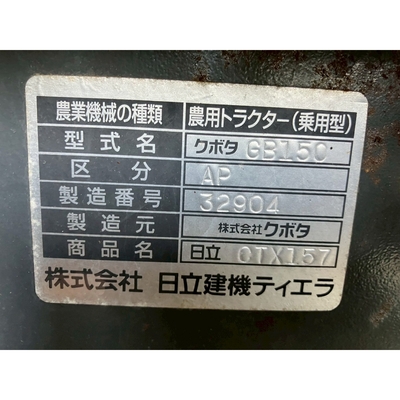 農業機械の種類 農用トラクター(乗用型)
型式名 クボタ GB150
区分 AP
製造番号 32904
製造元 株式会社クボタ
商品名 日立 CTX157
株式会社 日立建機ティエラ